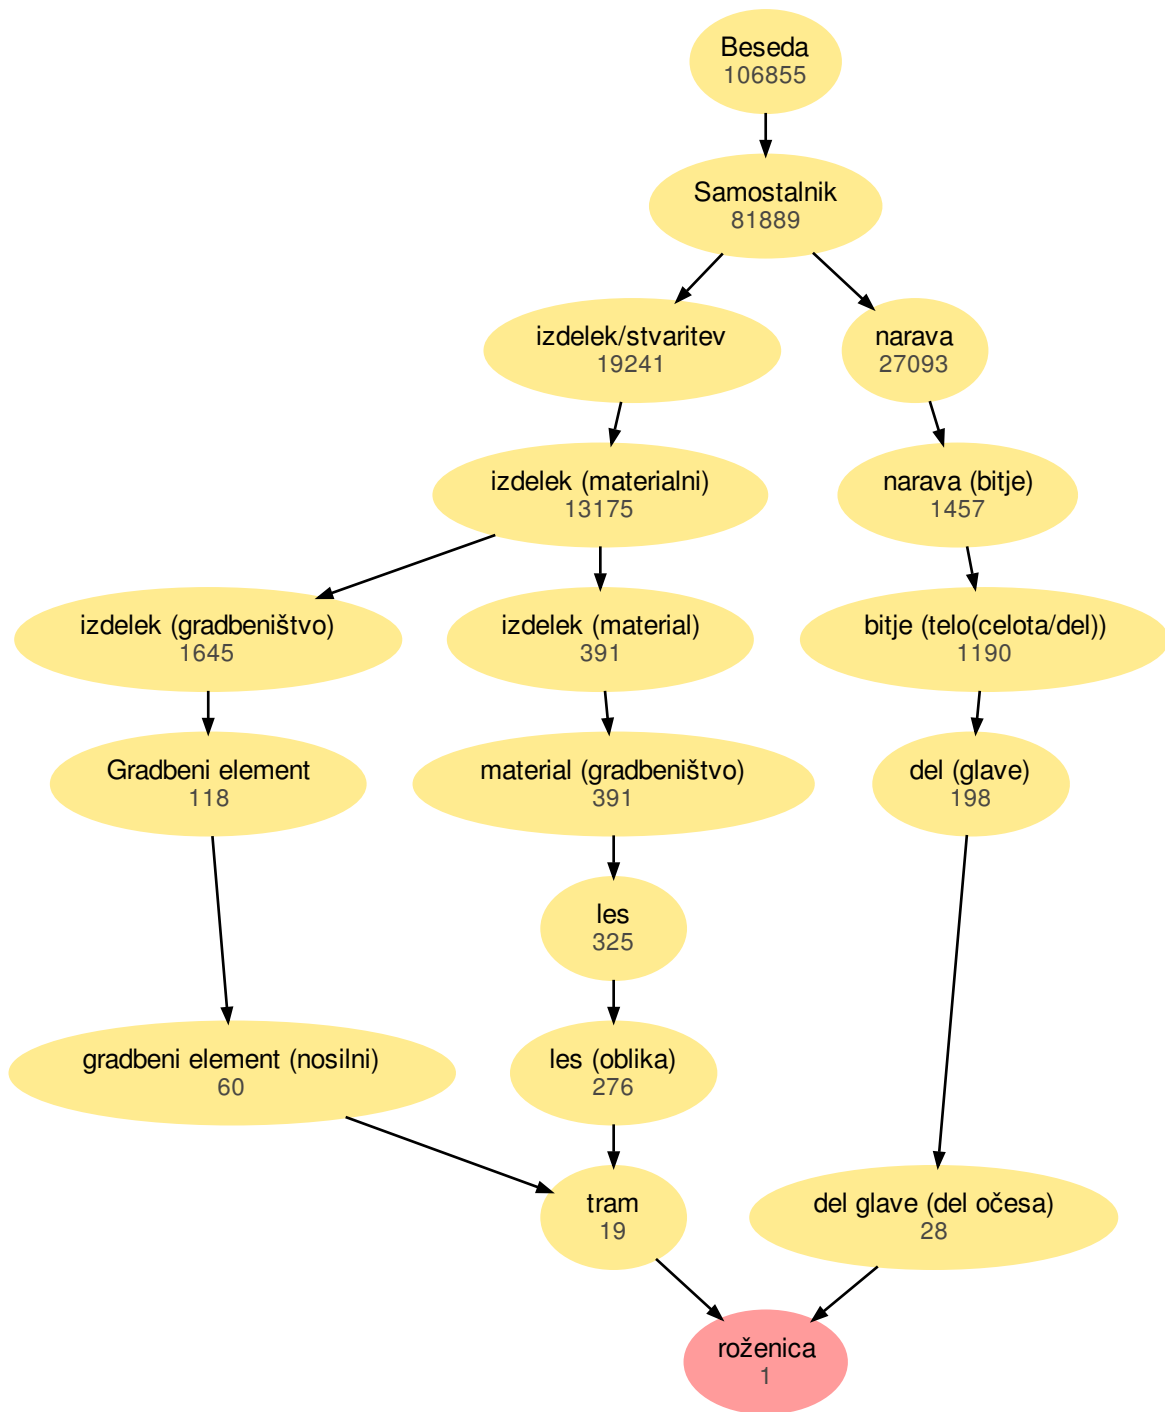 Beseda
106855
Samostalnik
81889
izdelek/stvaritev
19241
narava
27093
izdelek (materialni)
13175
narava (bitje)
1457
izdelek (gradbeništvo)
1645
izdelek (material)
391
bitje (telo(celota/del))
1190
Gradbeni element
118
material (gradbeništvo)
391
del (glave)
198
les
325
gradbeni element (nosilni)
60
les (oblika)
276
tram
19
del glave (del očesa)
28
roženica
1